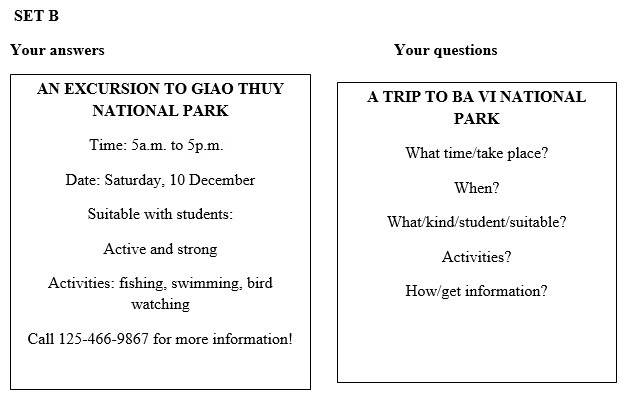 SET B
Your answers
Your questions
AN EXCURSION TO GIAO THUY
NATIONAL PARK
Time: 5a.m. to 5p.m.
Date: Saturday, 10 December
Suitable with students:
Active and strong
Activities: fishing, swimming, bird
watching
Call 125-466-9867 for more information!
A TRIP TO BA VI NATIONAL
PARK
What time/take place?
When?
What/kind/student/suitable?
Activities?
How/get information?